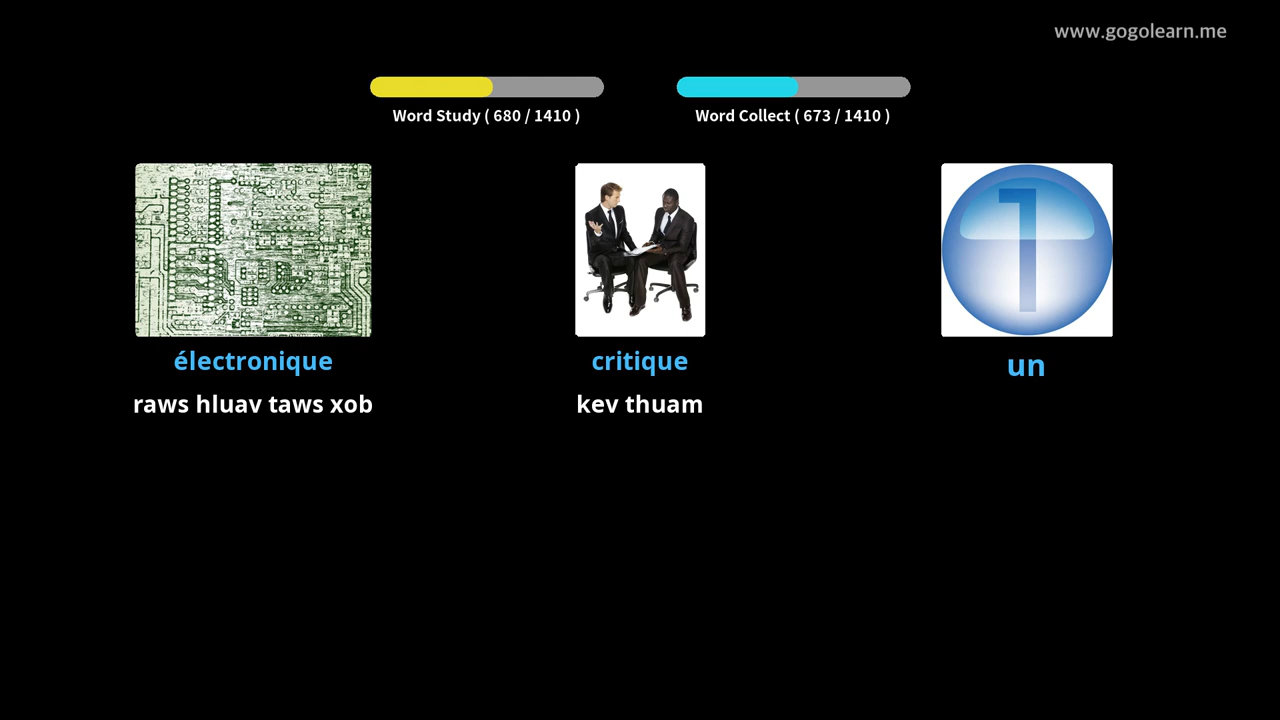 www.gogolearn.me
Word Study ( 680 / 1410 )
Word Collect ( 673 / 1410 )
1
électronique
critique
un
raws hluav taws xob
kev thuam